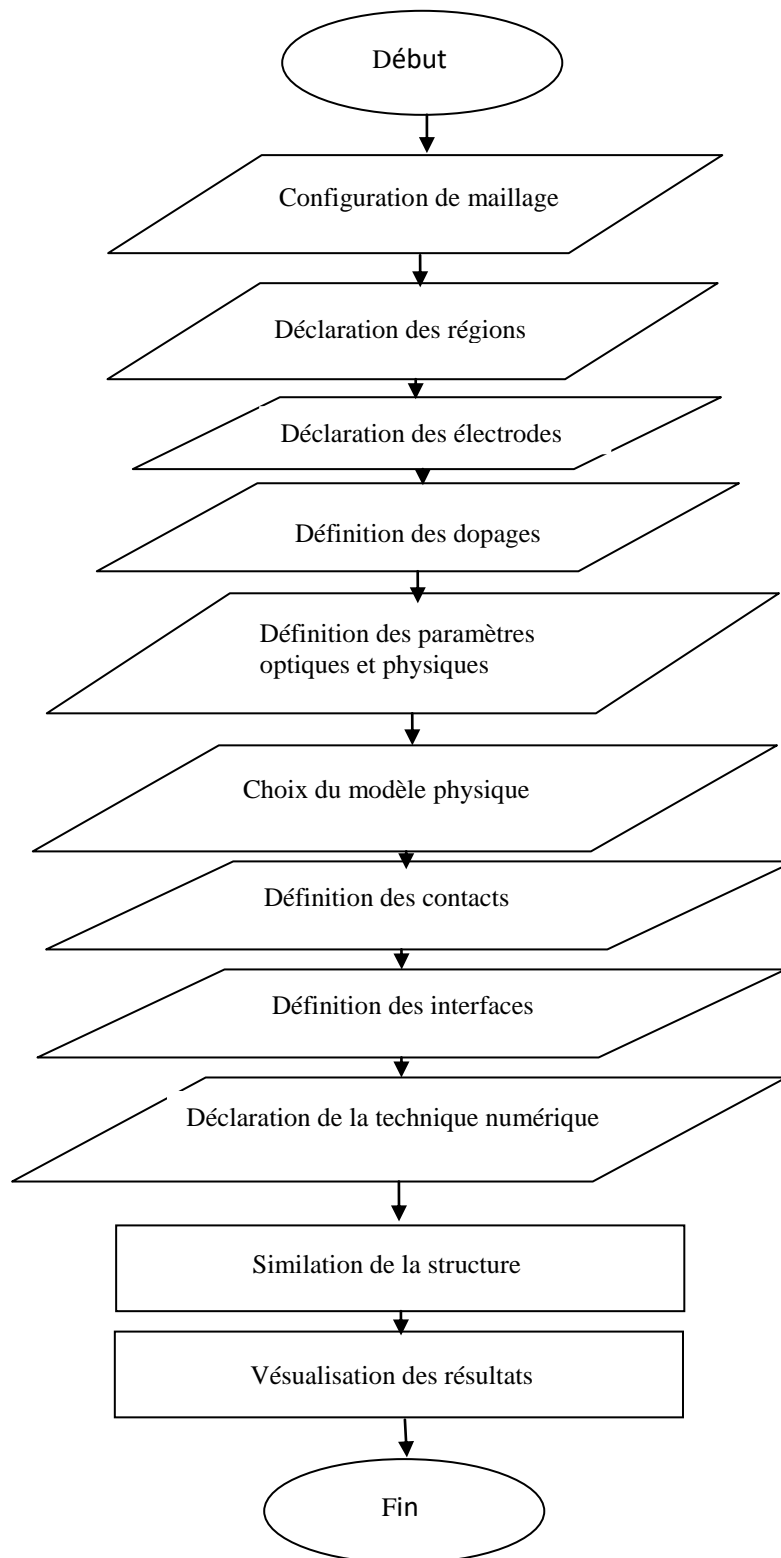 Début
Configuration de maillage
Déclaration des régions
Déclaration des électrodes
Définition des dopages
Définition des paramètres
optiques et physiques
Choix du modèle physique
Définition des contacts
Définition des interfaces
Déclaration de la technique numérique
Similation de la structure
Vésualisation des résultats
Fin